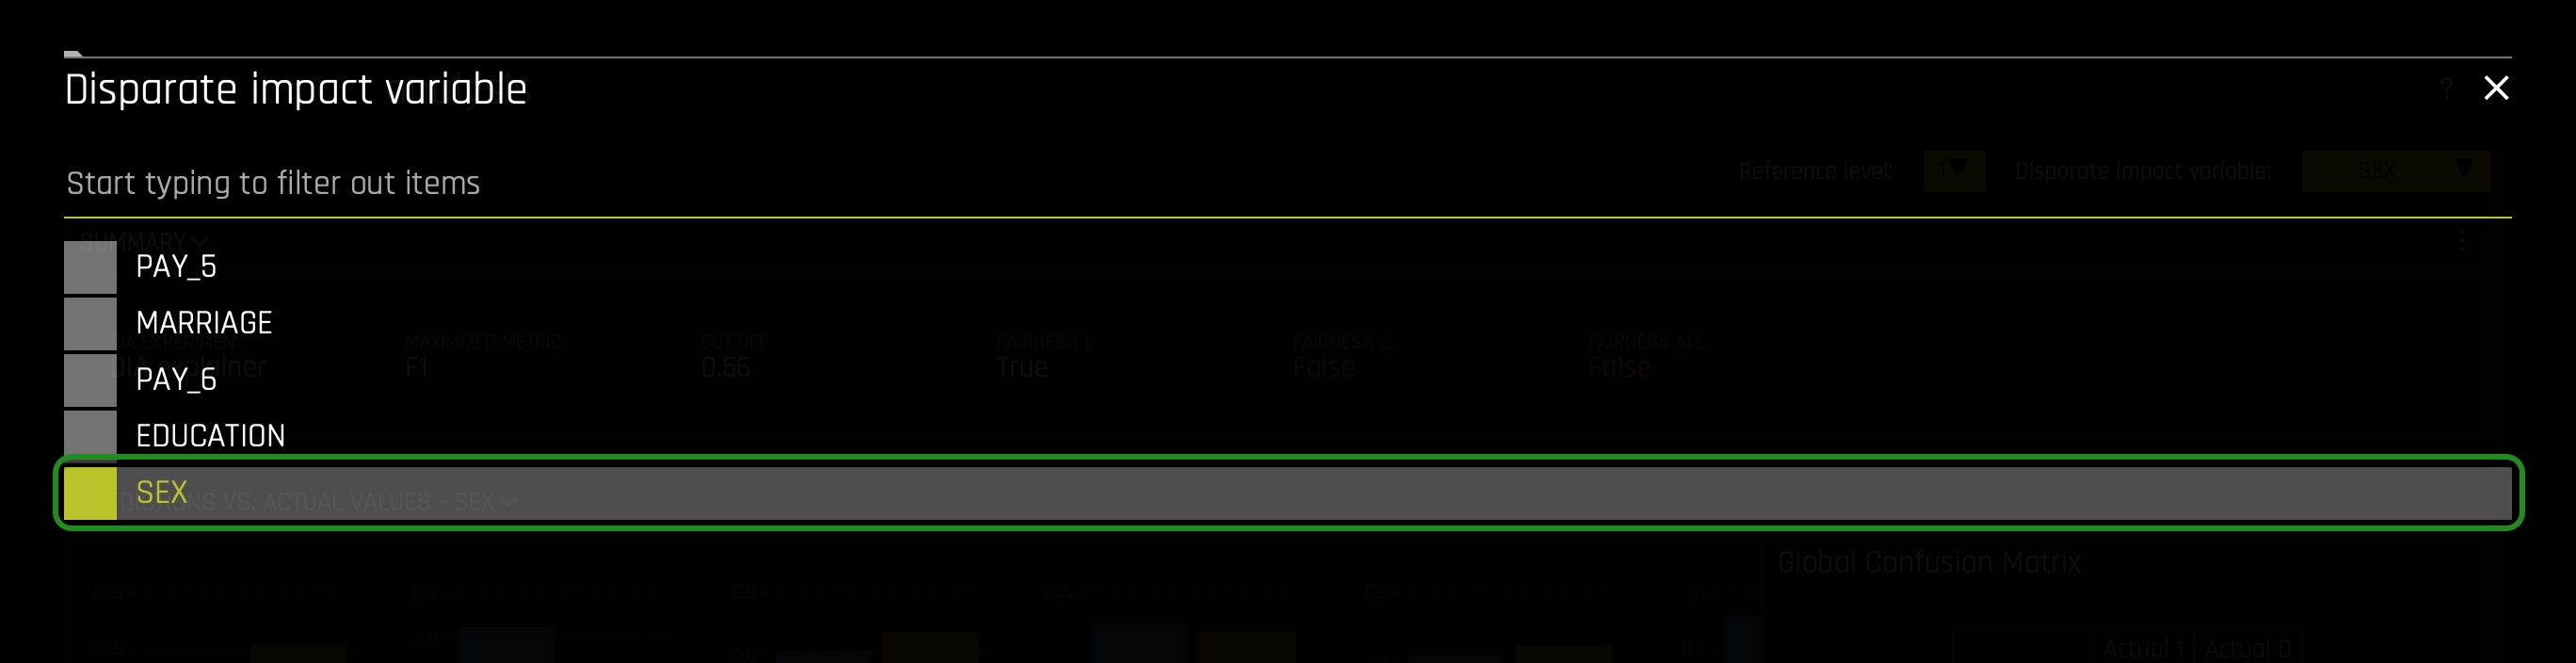 Disparate impact variable
?
Start typing to filter out items
Reference level: 1 Disparate impact variable: SEX
SUMMARY
PAY_5
MARRIAGE
DIA EXPERIMENT MAXIMIZED METRIC CUT OFF FAIRNESS 1 FAIRNESS 2 FAIRNESS ALL
DIA explainer F1 0.56 True False False
PAY_6
EDUCATION
SEX
VS. ACTUAL VALUES - SEX
Global Confusion Matrix
Actual 1 Actual 0